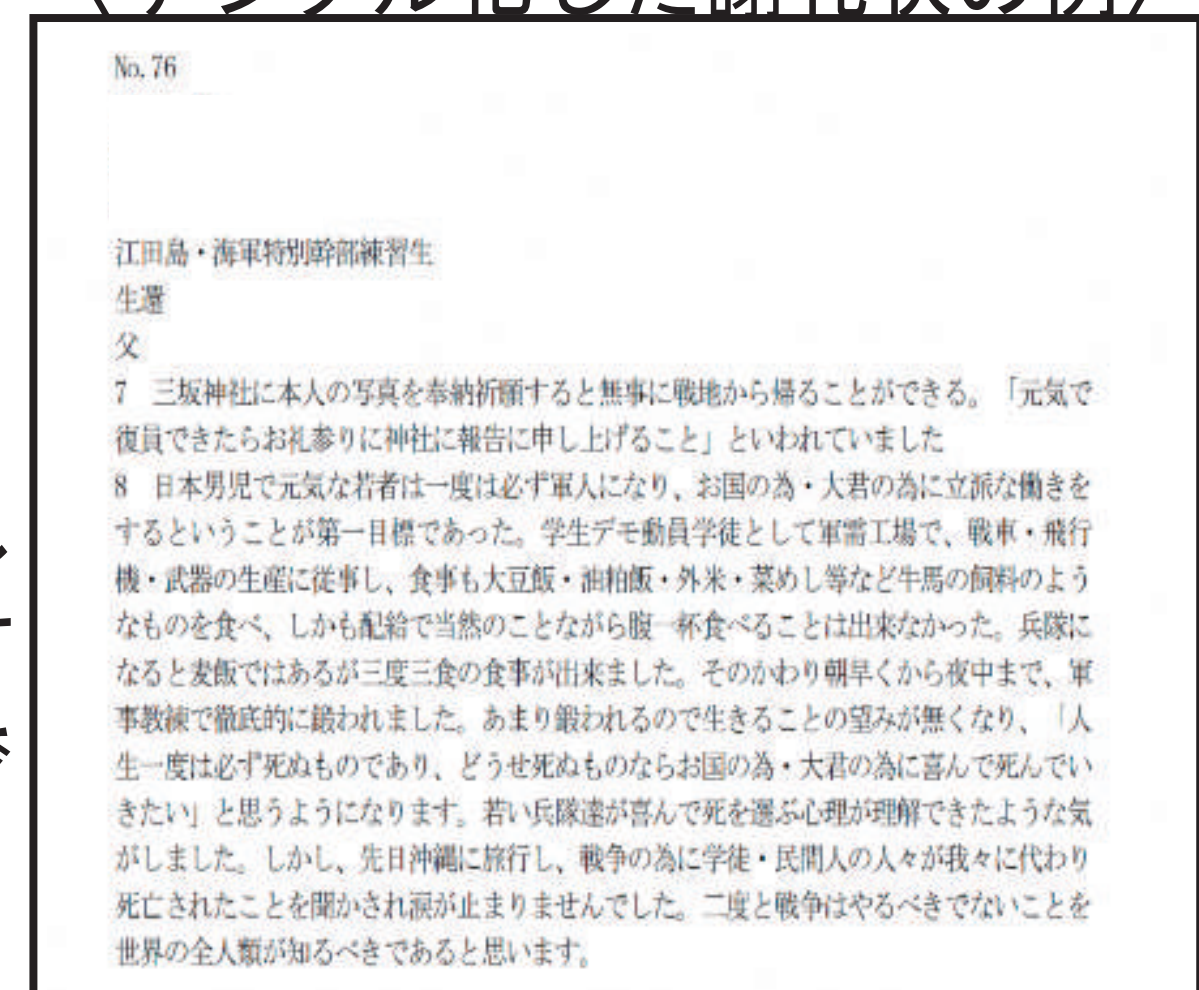 No. 76
江田島・海軍特別幹部練習生
生還
父
7　三坂神社に本人の写真を奉納祈願すると無事に戦地から帰ることができる。「元気で
復員できたらお礼参りに神社に報告に申し上げること」といわれていました
8　日本男児で元気な若者は一度は必ず軍人になり、お国の為・大君の為に立派な働きを
するということが第一目標であった。学生デモ動員学徒として軍需工場で、戦車・飛行
機・武器の生産に従事し、食事も大豆飯・油粕飯・外米・菜めし等など牛馬の飼料のよう
なものを食べ、しかも配給で当然のことながら腹一杯食べることは出来なかった。兵隊に
なると麦飯ではあるが三度三食の食事が出来ました。そのかわり朝早くから夜中まで、軍
事教練で徹底的に鍛われました。あまり鍛われるので生きることの望みが無くなり、「人
生一度は必ず死ぬものであり、どうせ死ぬものならお国の為・大君の為に喜んで死んでい
きたい」と思うようになります。若い兵隊達が喜んで死を選ぶ心理が理解できたような気
がしました。しかし、先日沖縄に旅行し、戦争の為に学徒・民間人の人々が我々に代わり
死亡されたことを聞かされ涙が止まりませんでした。二度と戦争はやるべきでないことを
世界の全人類が知るべきであると思います。